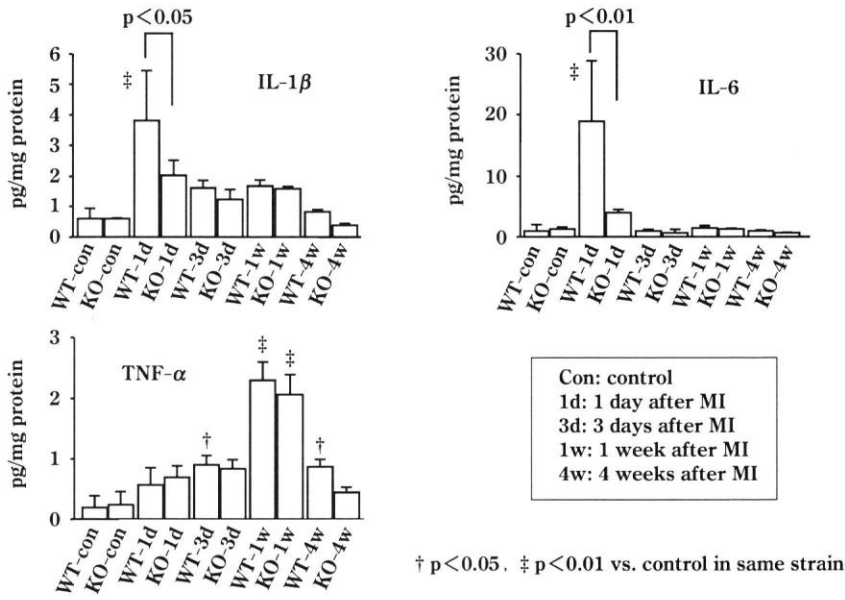 p<0.05
6
5
4
3
2
1
0
pg/mg protein
‡
IL-1β
WT-con
KO-con
WT-1d
KO-1d
WT-3d
KO-3d
WT-1w
KO-1w
WT-4w
KO-4w
p<0.01
30
20
10
0
pg/mg protein
‡
IL-6
WT-con
KO-con
WT-1d
KO-1d
WT-3d
KO-3d
WT-1w
KO-1w
WT-4w
KO-4w
3
2
1
0
pg/mg protein
TNF-α
†
‡
‡
†
WT-con
KO-con
WT-1d
KO-1d
WT-3d
KO-3d
WT-1w
KO-1w
WT-4w
KO-4w
Con: control
1d: 1 day after MI
3d: 3 days after MI
1w: 1 week after MI
4w: 4 weeks after MI
† p<0.05, ‡ p<0.01 vs. control in same strain